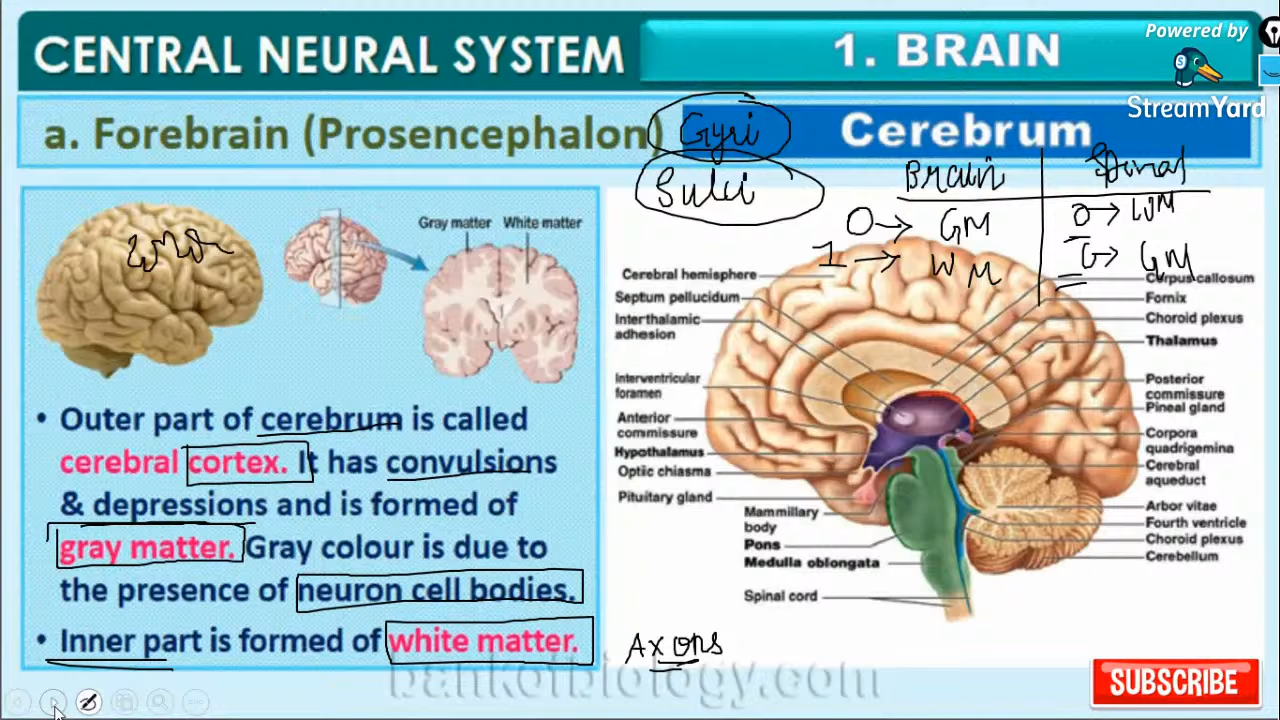 CENTRAL NEURAL SYSTEM
1. BRAIN
Powered by
StreamYard
a. Forebrain (Prosencephalon)
Cerebrum
Gyri
Sulci
Brain
Spinal
O→ GM
O→ WM
I→ WM
G→ GM
Gray matter
White matter
• Outer part of cerebrum is called
cerebral cortex. It has convulsions
& depressions and is formed of
gray matter. Gray colour is due to
the presence of neuron cell bodies.
• Inner part is formed of white matter.
Cerebral hemisphere
Septum pellucidum
Interthalamic
adhesion
Interventricular
foramen
Anterior
commissure
Hypothalamus
Optic chiasma
Pituitary gland
Mammillary
body
Pons
Medulla oblongata
Spinal cord
Corpus callosum
Fornix
Choroid plexus
Thalamus
Posterior
commissure
Pineal gland
Corpora
quadrigemina
Cerebral
aqueduct
Arbor vitae
Fourth ventricle
Choroid plexus
Cerebellum
Axons
bankofbiology.com
SUBSCRIBE